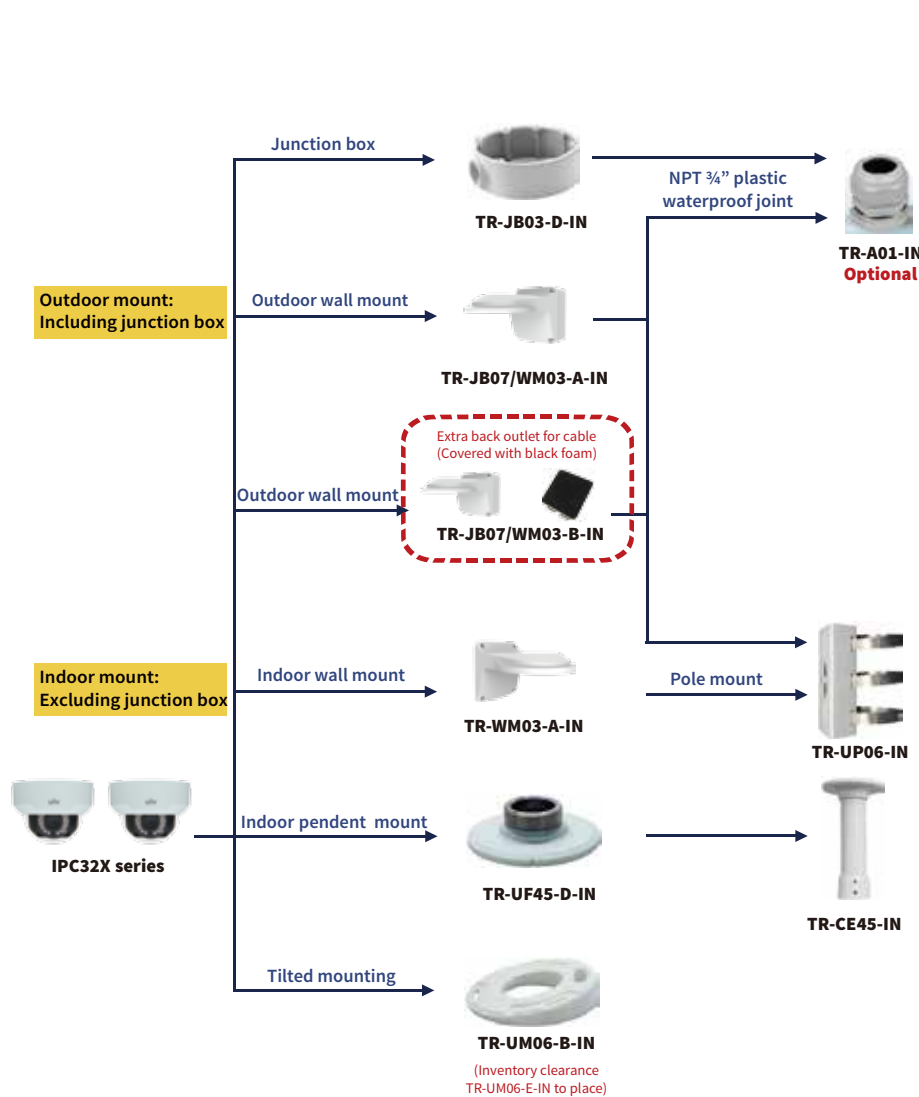 Junction box
NPT ¾” plastic
waterproof joint
TR-JB03-D-IN
TR-A01-IN
Optional
Outdoor mount:
Including junction box
Outdoor wall mount
TR-JB07/WM03-A-IN
Extra back outlet for cable
(Covered with black foam)
Outdoor wall mount
TR-JB07/WM03-B-IN
Indoor mount:
Excluding junction box
Indoor wall mount
Pole mount
TR-WM03-A-IN
TR-UP06-IN
Indoor pendent mount
IPC32X series
TR-UF45-D-IN
TR-CE45-IN
Tilted mounting
TR-UM06-B-IN
(Inventory clearance
TR-UM06-E-IN to place)